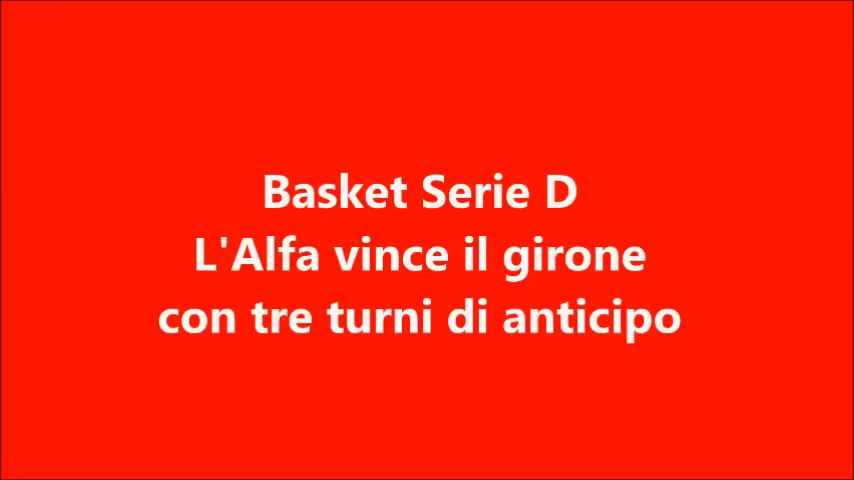 Basket Serie D
L'Alfa vince il girone
con tre turni di anticipo